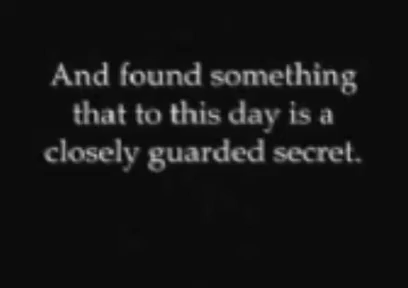 And found something
that to this day is a
closely guarded secret.